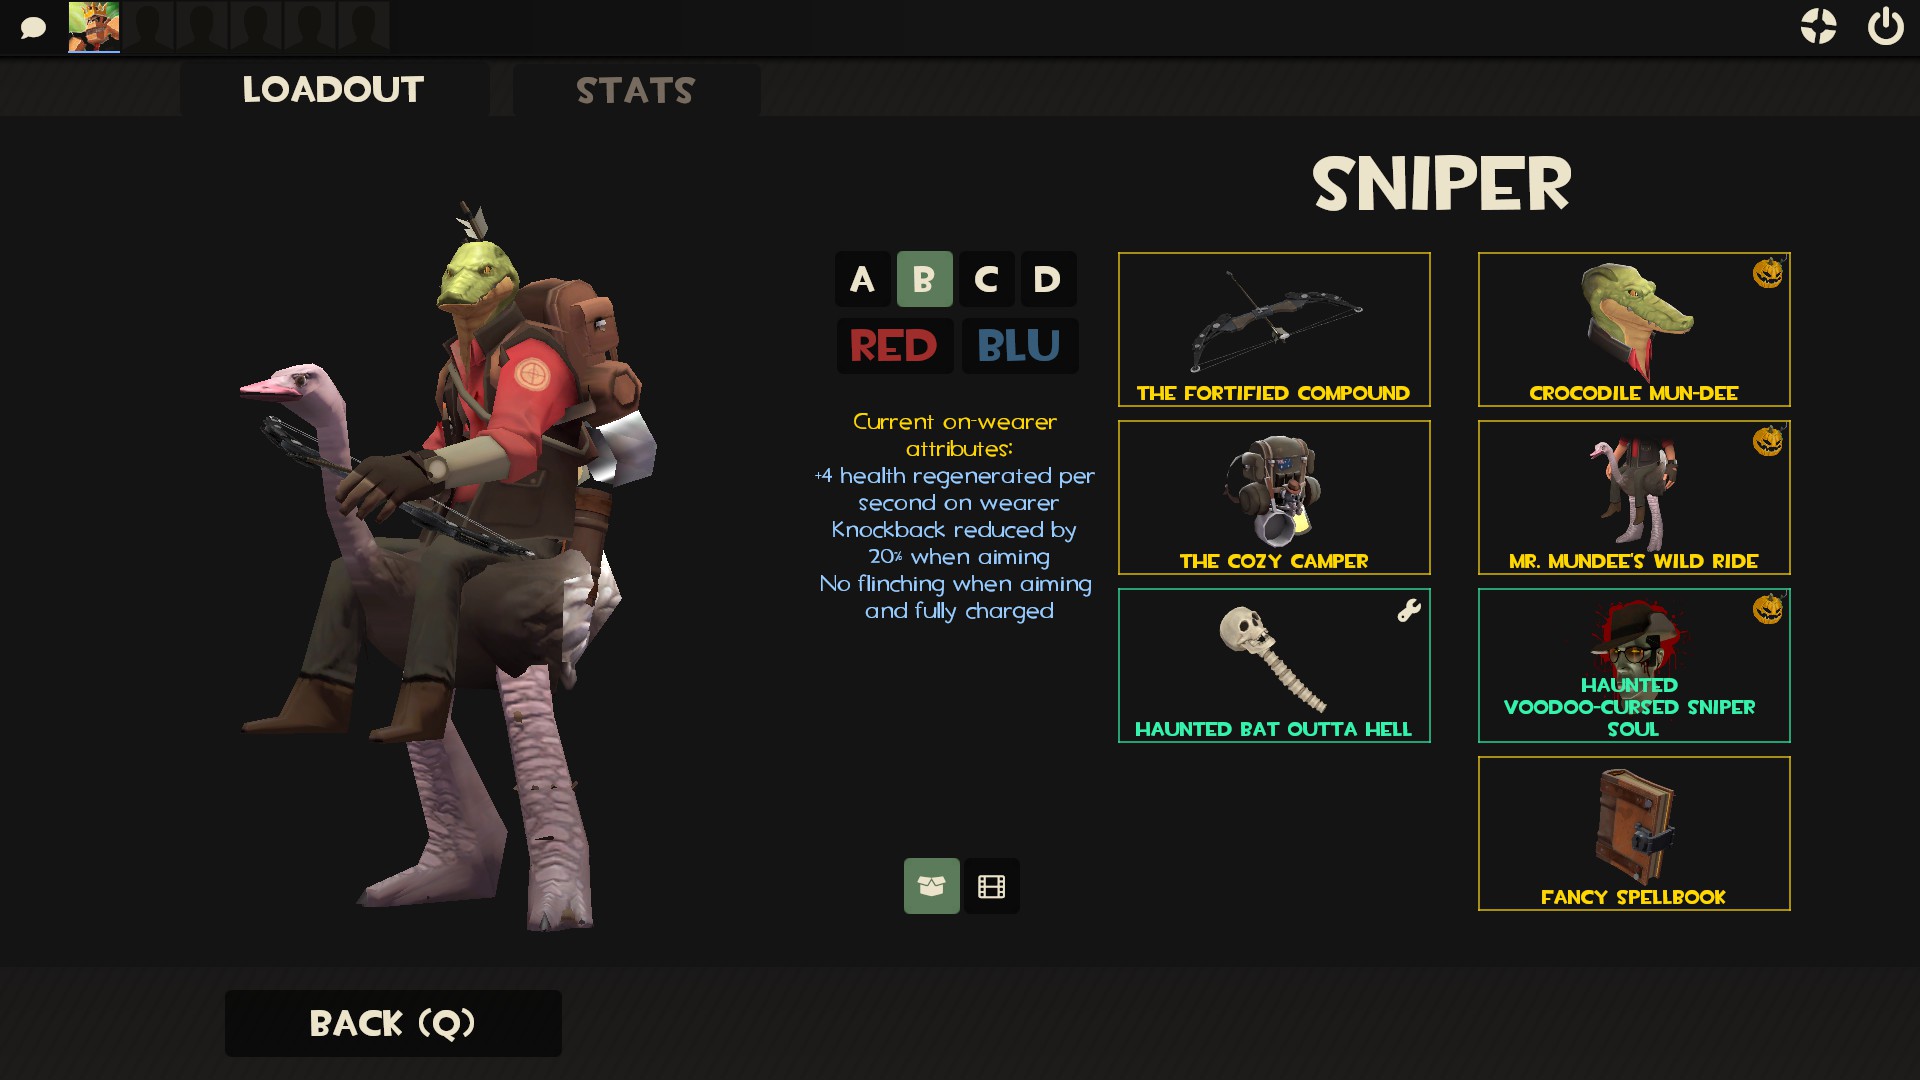 LOADOUT
STATS
SNIPER
A B C D
RED BLU
Current on-wearer
attributes:
+4 health regenerated per
second on wearer
Knockback reduced by
20% when aiming
No flinching when aiming
and fully charged
THE FORTIFIED COMPOUND
CROCODILE MUN-DEE
THE COZY CAMPER
MR. MUNDEE'S WILD RIDE
HAUNTED BAT OUTTA HELL
HAUNTED
VOODOO-CURSED SNIPER
SOUL
FANCY SPELLBOOK
BACK (Q)